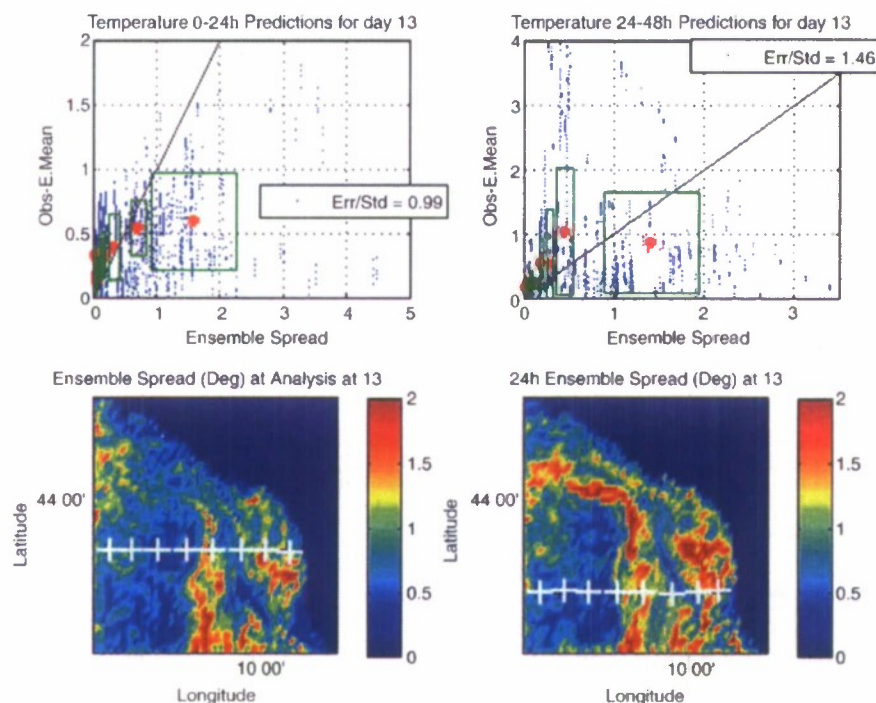 Temperature 0-24h Predictions for day 13
Temperature 24-48h Predictions for day 13
2
1.5
1
0.5
0
Obs-E.Mean
Err/Std = 0.99
0 1 2 3 4 5
Ensemble Spread
4
3
2
1
0
Obs-E.Mean
Err/Std = 1.46
0 1 2 3
Ensemble Spread
Ensemble Spread (Deg) at Analysis at 13
44 00'
Latitude
10 00'
Longitude
2
1.5
1
0.5
0
24h Ensemble Spread (Deg) at 13
44 00'
Latitude
10 00'
Longitude
2
1.5
1
0.5
0